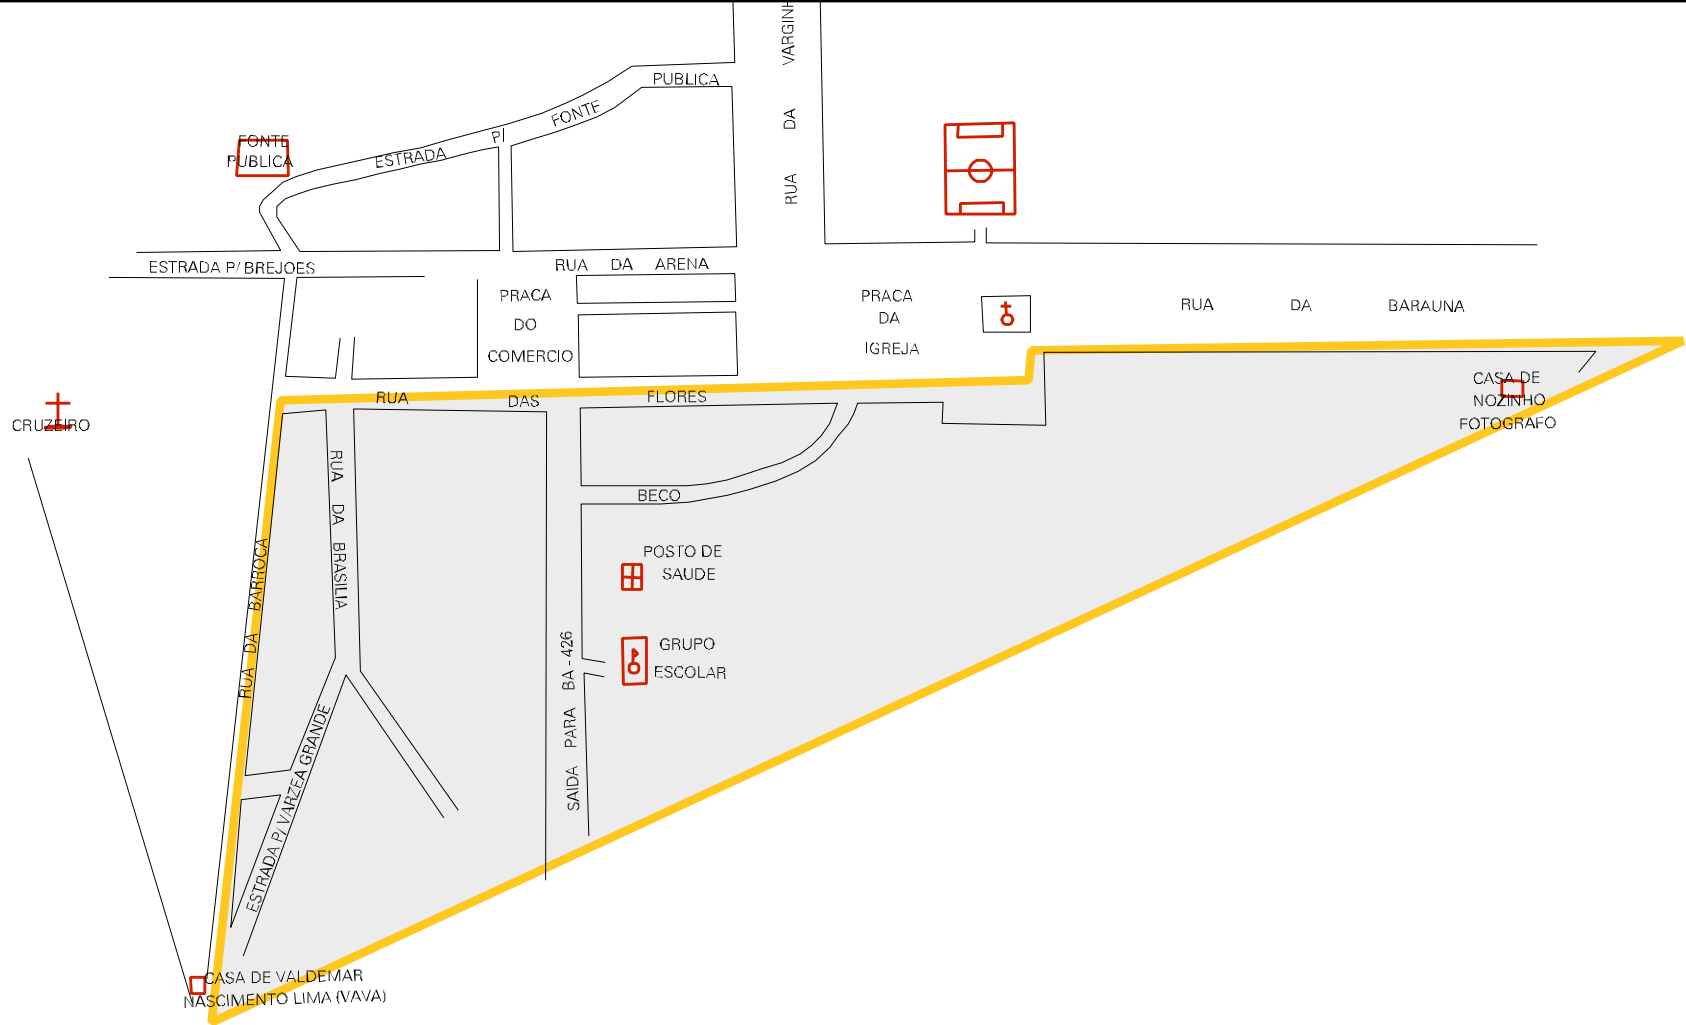 RUA DA VARGINH
PUBLICA
FONTE
P/
ESTRADA
FONTE
PUBLICA
ESTRADA P/ BREJOES
RUA DA ARENA
PRACA
DO
COMERCIO
PRACA
DA
IGREJA
RUA DA BARAUNA
RUA DAS FLORES
CASA DE
NOZINHO
FOTOGRAFO
CRUZEIRO
RUA DA BRASILIA
BECO
RUA DA BARROCA
POSTO DE
SAUDE
GRUPO
ESCOLAR
SAIDA PARA BA-426
ESTRADA P/ VARZEA GRANDE
CASA DE VALDEMAR
NASCIMENTO LIMA (VAVA)